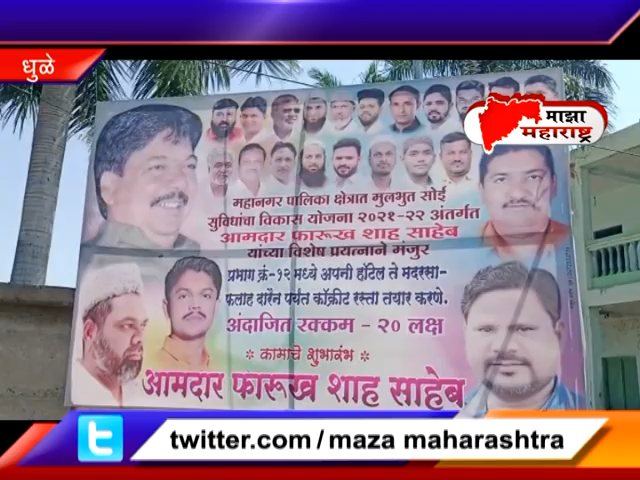 धुळे
माझा
महाराष्ट्र
महानगर पालिका क्षेत्रात मुलभुत सोई
सुविधांचा विकास योजना २०२१-२२ अंतर्गत
आमदार फारुख शाह साहेब
यांच्या विशेष प्रयत्नाने मंजुर
प्रभाग क्रं-१२ मध्ये अपनी हॉटेल ते मदरसा-
फलाह दारैन पर्यंत काँक्रीट रस्ता तयार करणे.
अंदाजित रक्कम - २० लक्ष
* कामाचे शुभारंभ *
आमदार फारुख शाह साहेब
twitter.com / maza maharashtra